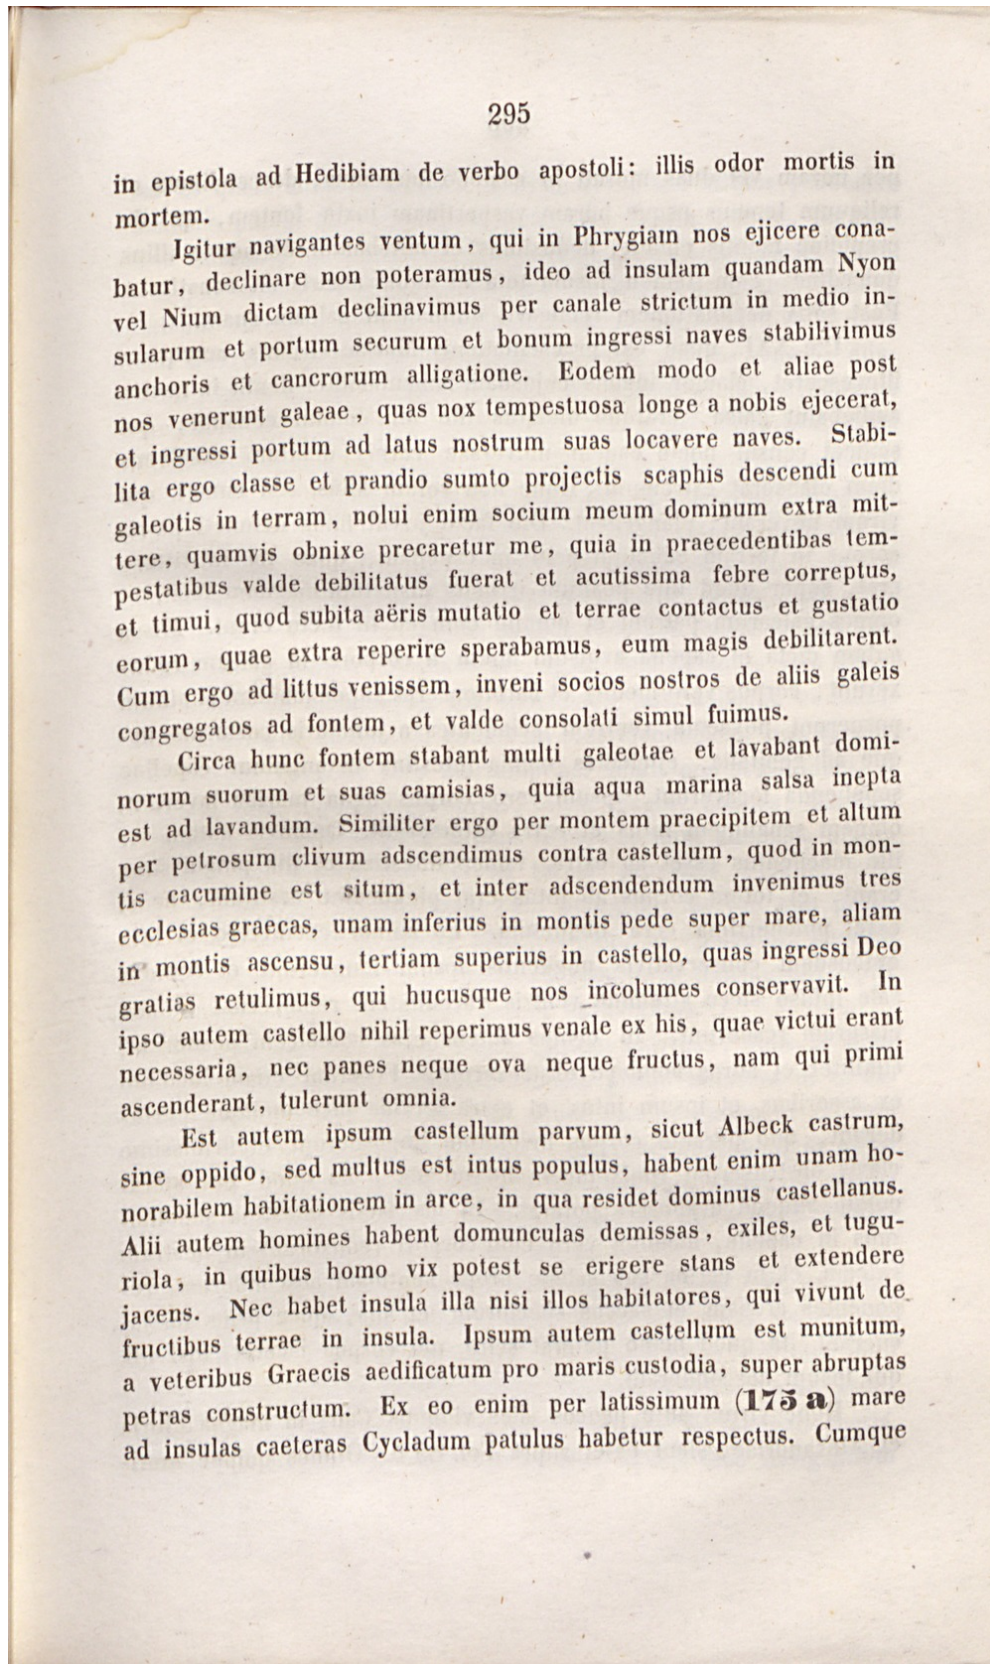 295
in epistola ad Hedibiam de verbo apostoli: illis odor mortis in
mortem.
Igitur navigantes ventum, qui in Phrygiam nos ejicere cona-
batur, declinare non poteramus, ideo ad insulam quandam Nyon
vel Nium dictam declinavimus per canale strictum in medio in-
sularum et portum securum et bonum ingressi naves stabilivimus
anchoris et cancrorum alligatione. Eodem modo et aliae post
nos venerunt galeae, quas nox tempestuosa longe a nobis ejecerat,
et ingressi portum ad latus nostrum suas locavere naves. Stabi-
lita ergo classe et prandio sumto projectis scaphis descendi cum
galeotis in terram, nolui enim socium meum dominum extra mit-
tere, quamvis obnixe precaretur me, quia in praecedentibas tem-
pestatibus valde debilitatus fuerat et acutissima febre correptus,
et timui, quod subita aëris mutatio et terrae contactus et gustatio
eorum, quae extra reperire sperabamus, eum magis debilitarent.
Cum ergo ad littus venissem, inveni socios nostros de aliis galeis
congregatos ad fontem, et valde consolati simul fuimus.
Circa hunc fontem stabant multi galeotae et lavabant domi-
norum suorum et suas camisias, quia aqua marina salsa inepta
est ad lavandum. Similiter ergo per montem praecipitem et altum
per petrosum clivum adscendimus contra castellum, quod in mon-
tis cacumine est situm, et inter adscendendum invenimus tres
ecclesias graecas, unam inferius in montis pede super mare, aliam
in montis ascensu, tertiam superius in castello, quas ingressi Deo
gratias retulimus, qui hucusque nos incolumes conservavit. In
ipso autem castello nihil reperimus venale ex his, quae victui erant
necessaria, nec panes neque ova neque fructus, nam qui primi
ascenderant, tulerunt omnia.
Est autem ipsum castellum parvum, sicut Albeck castrum,
sine oppido, sed multus est intus populus, habent enim unam ho-
norabilem habitationem in arce, in qua residet dominus castellanus.
Alii autem homines habent domunculas demissas, exiles, et tugu-
riola, in quibus homo vix potest se erigere stans et extendere
jacens. Nec habet insula illa nisi illos habitatores, qui vivunt de
fructibus terrae in insula. Ipsum autem castellum est munitum,
a veteribus Graecis aedificatum pro maris custodia, super abruptas
petras constructum. Ex eo enim per latissimum (175 a) mare
ad insulas caeteras Cycladum patulus habetur respectus. Cumque